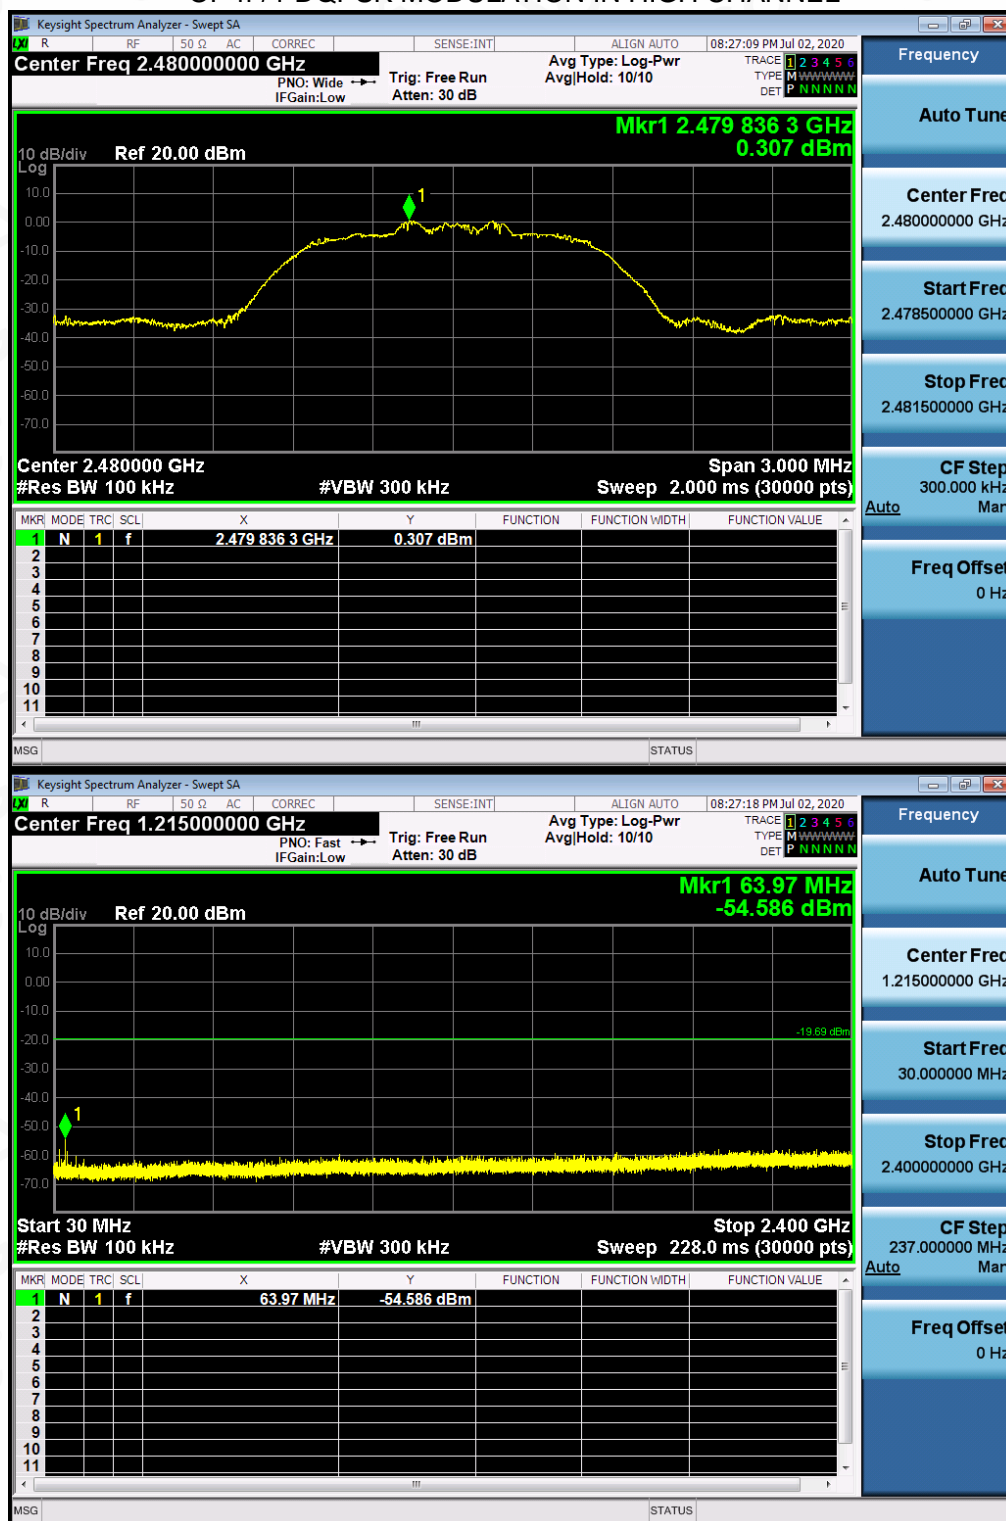 Keysight Spectrum Analyzer - Swept SA
LXI R RF 50 Ω AC CORREC SENSE:INT ALIGN AUTO 08:27:09 PM Jul 02, 2020
Center Freq 2.480000000 GHz
PNO: Wide
IFGain:Low
Trig: Free Run
Atten: 30 dB
Avg Type: Log-Pwr
Avg|Hold: 10/10
TRACE 1 2 3 4 5 6
TYPE M WWWWW
DET P N N N N N
Mkr1 2.479 836 3 GHz
0.307 dBm
10 dB/div Ref 20.00 dBm
Log
10.0
0.00
-10.0
-20.0
-30.0
-40.0
-50.0
-60.0
-70.0
1
Center 2.480000 GHz Span 3.000 MHz
#Res BW 100 kHz #VBW 300 kHz Sweep 2.000 ms (30000 pts)
MKR MODE TRC SCL X Y FUNCTION FUNCTION WIDTH FUNCTION VALUE
1 N 1 f 2.479 836 3 GHz 0.307 dBm
2
3
4
5
6
7
8
9
10
11
MSG STATUS
Frequency
Auto Tune
Center Freq
2.480000000 GHz
Start Freq
2.478500000 GHz
Stop Freq
2.481500000 GHz
CF Step
300.000 kHz
Auto Man
Freq Offset
0 Hz
Keysight Spectrum Analyzer - Swept SA
LXI R RF 50 Ω AC CORREC SENSE:INT ALIGN AUTO 08:27:18 PM Jul 02, 2020
Center Freq 1.215000000 GHz
PNO: Fast
IFGain:Low
Trig: Free Run
Atten: 30 dB
Avg Type: Log-Pwr
Avg|Hold: 10/10
TRACE 1 2 3 4 5 6
TYPE M WWWWW
DET P N N N N N
Mkr1 63.97 MHz
-54.586 dBm
10 dB/div Ref 20.00 dBm
Log
10.0
0.00
-10.0
-20.0
-30.0
-40.0
-50.0
-60.0
-70.0
-19.69 dBm
1
Start 30 MHz Stop 2.400 GHz
#Res BW 100 kHz #VBW 300 kHz Sweep 228.0 ms (30000 pts)
MKR MODE TRC SCL X Y FUNCTION FUNCTION WIDTH FUNCTION VALUE
1 N 1 f 63.97 MHz -54.586 dBm
2
3
4
5
6
7
8
9
10
11
MSG STATUS
Frequency
Auto Tune
Center Freq
1.215000000 GHz
Start Freq
30.000000 MHz
Stop Freq
2.400000000 GHz
CF Step
237.000000 MHz
Auto Man
Freq Offset
0 Hz